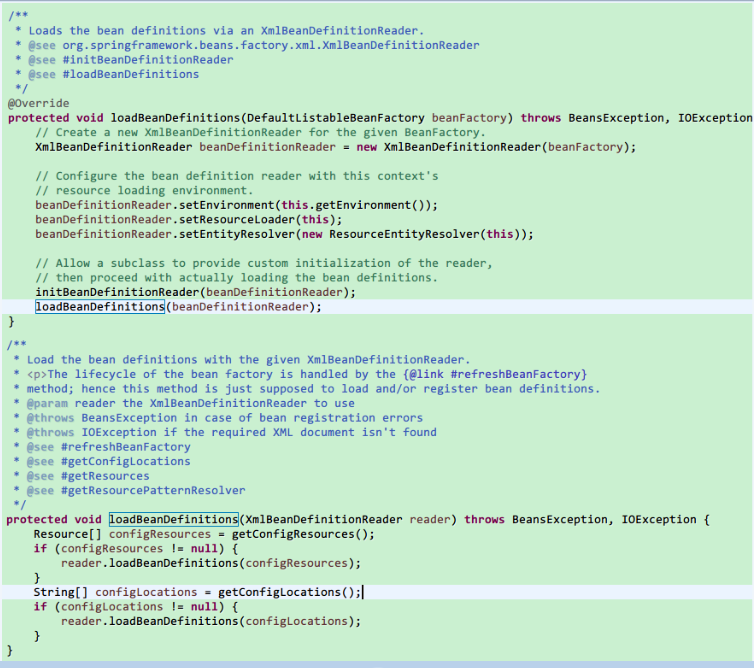 /**
 * Loads the bean definitions via an XmlBeanDefinitionReader.
 * @see org.springframework.beans.factory.xml.XmlBeanDefinitionReader
 * @see #initBeanDefinitionReader
 * @see #loadBeanDefinitions
 */
@Override
protected void loadBeanDefinitions(DefaultListableBeanFactory beanFactory) throws BeansException, IOException
    // Create a new XmlBeanDefinitionReader for the given BeanFactory.
    XmlBeanDefinitionReader beanDefinitionReader = new XmlBeanDefinitionReader(beanFactory);

    // Configure the bean definition reader with this context's
    // resource loading environment.
    beanDefinitionReader.setEnvironment(this.getEnvironment());
    beanDefinitionReader.setResourceLoader(this);
    beanDefinitionReader.setEntityResolver(new ResourceEntityResolver(this));

    // Allow a subclass to provide custom initialization of the reader,
    // then proceed with actually loading the bean definitions.
    initBeanDefinitionReader(beanDefinitionReader);
    loadBeanDefinitions(beanDefinitionReader);
}
/**
 * Load the bean definitions with the given XmlBeanDefinitionReader.
 * <p>The lifecycle of the bean factory is handled by the {@link #refreshBeanFactory}
 * method; hence this method is just supposed to load and/or register bean definitions.
 * @param reader the XmlBeanDefinitionReader to use
 * @throws BeansException in case of bean registration errors
 * @throws IOException if the required XML document isn't found
 * @see #refreshBeanFactory
 * @see #getConfigLocations
 * @see #getResources
 * @see #getResourcePatternResolver
 */
protected void loadBeanDefinitions(XmlBeanDefinitionReader reader) throws BeansException, IOException {
    Resource[] configResources = getConfigResources();
    if (configResources != null) {
        reader.loadBeanDefinitions(configResources);
    }
    String[] configLocations = getConfigLocations();
    if (configLocations != null) {
        reader.loadBeanDefinitions(configLocations);
    }
}